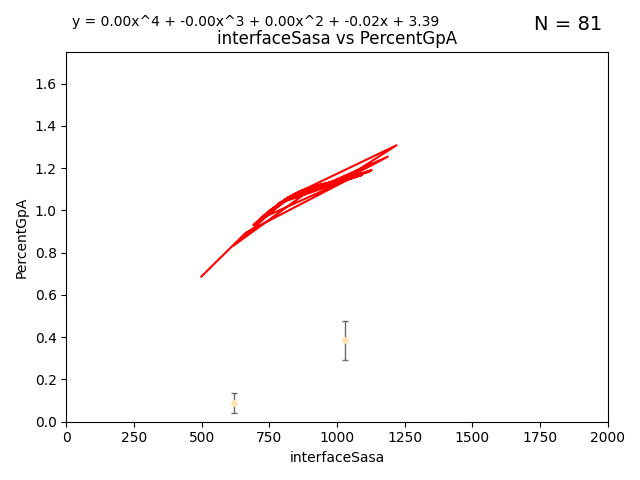 y = 0.00x^4 + -0.00x^3 + 0.00x^2 + -0.02x + 3.39
N = 81
interfaceSasa vs PercentGpA
1.6
1.4
1.2
1.0
0.8
0.6
0.4
0.2
0.0
PercentGpA
0 250 500 750 1000 1250 1500 1750 2000
interfaceSasa